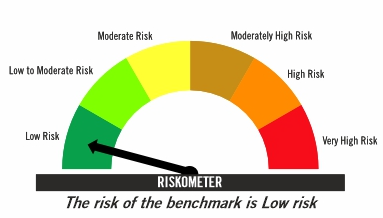 Moderate Risk
Moderately High Risk
Low to Moderate Risk
High Risk
Low Risk
Very High Risk
RISKOMETER
The risk of the benchmark is Low risk